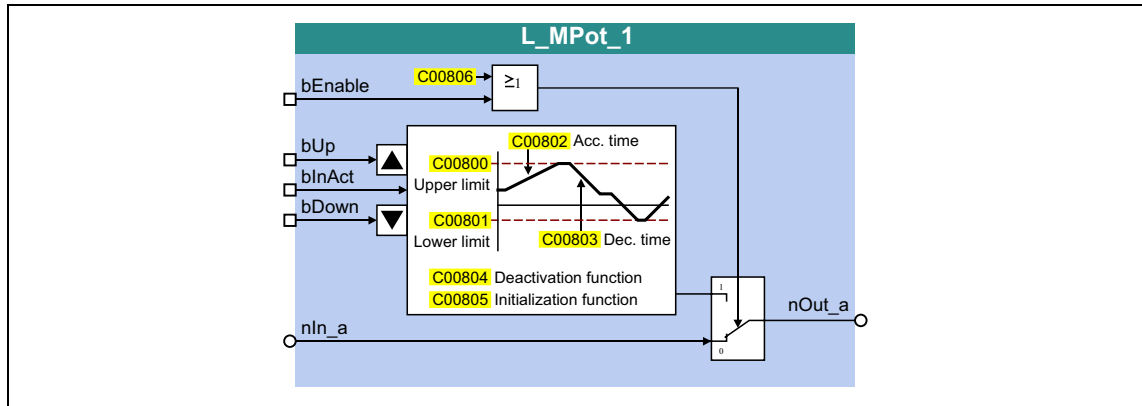 L_MPot_1
C00806
≥1
bEnable
bUp
bInAct
bDown
C00802 Acc. time
C00800
Upper limit
C00801
Lower limit
C00803 Dec. time
C00804 Deactivation function
C00805 Initialization function
1
0
nIn_a
nOut_a